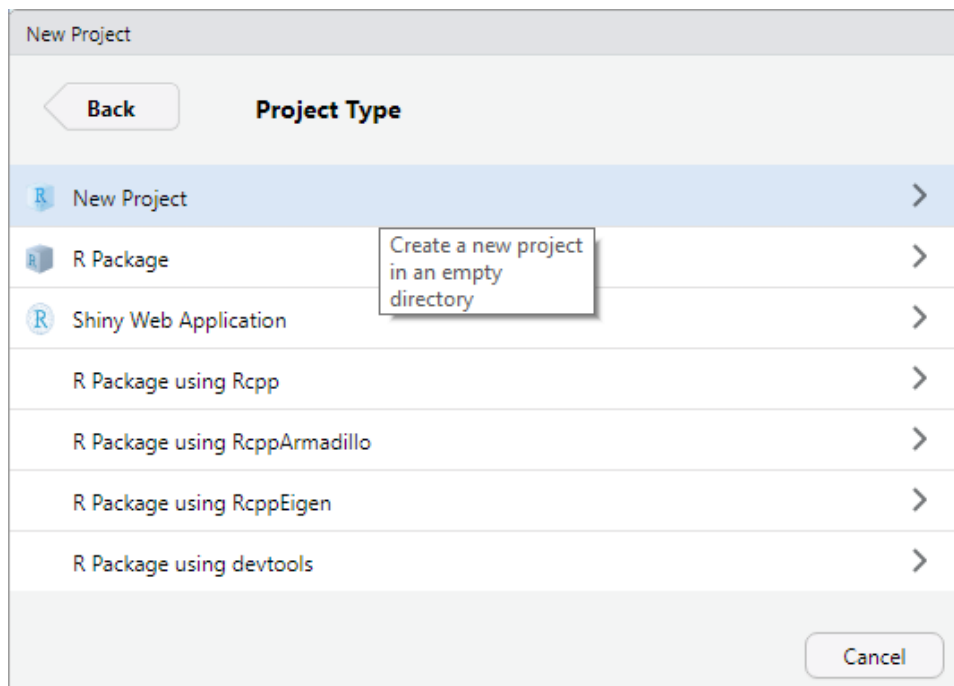 New Project
Back
Project Type
New Project
R Package
Create a new project
in an empty
directory
Shiny Web Application
R Package using Rcpp
R Package using RcppArmadillo
R Package using RcppEigen
R Package using devtools
Cancel